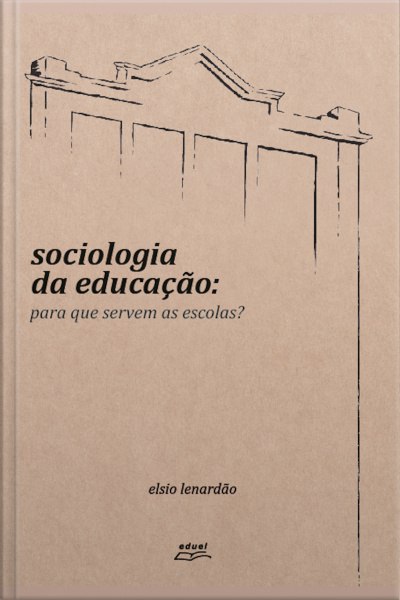 sociologia
da educação:
para que servem as escolas?
elsio lenardão
eduel